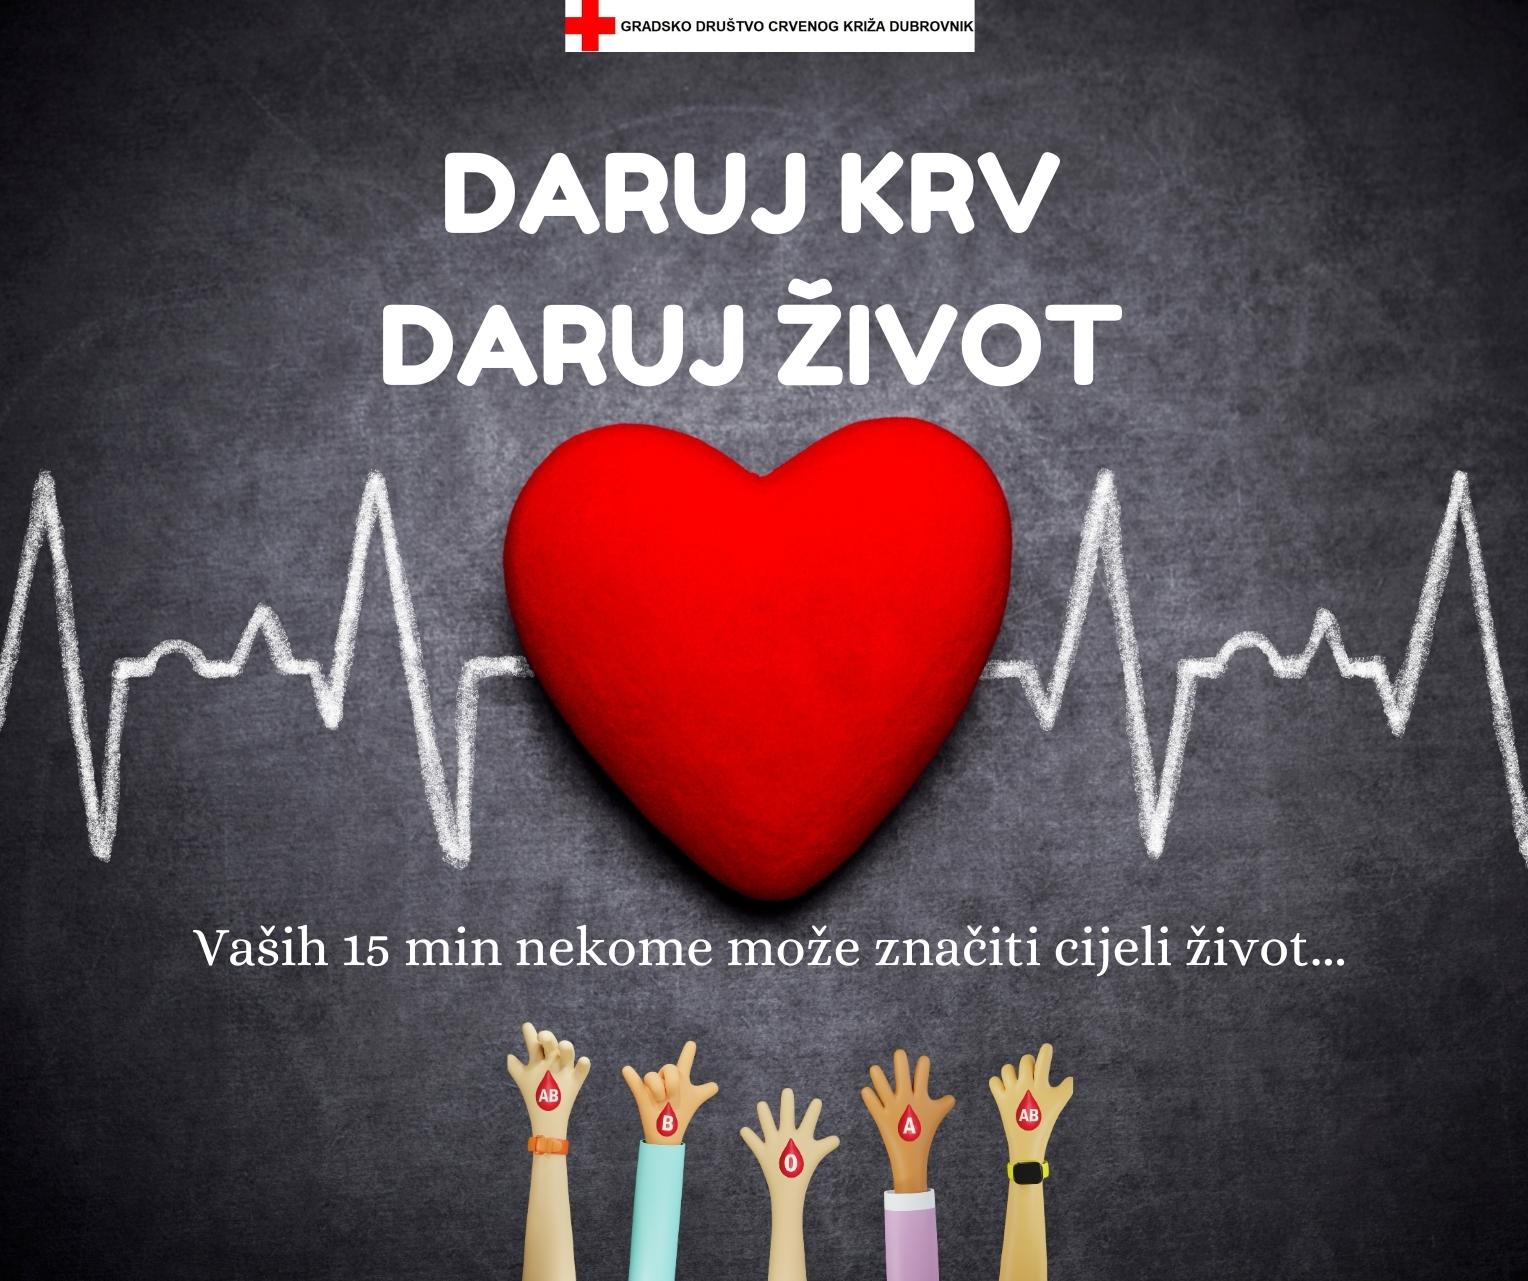 GRADSKO DRUŠTVO CRVENOG KRIŽA DUBROVNIK
DARUJ KRV
DARUJ ŽIVOT
Vaših 15 min nekome može značiti cijeli život...
AB
B
O
A
AB